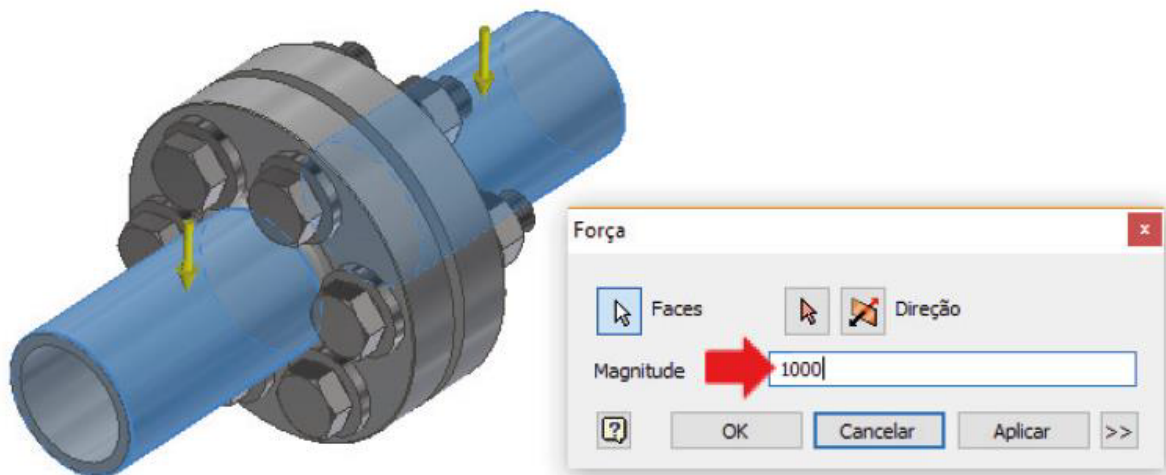 Força
x
Faces
Direção
Magnitude 1000
? OK Cancelar Aplicar >>